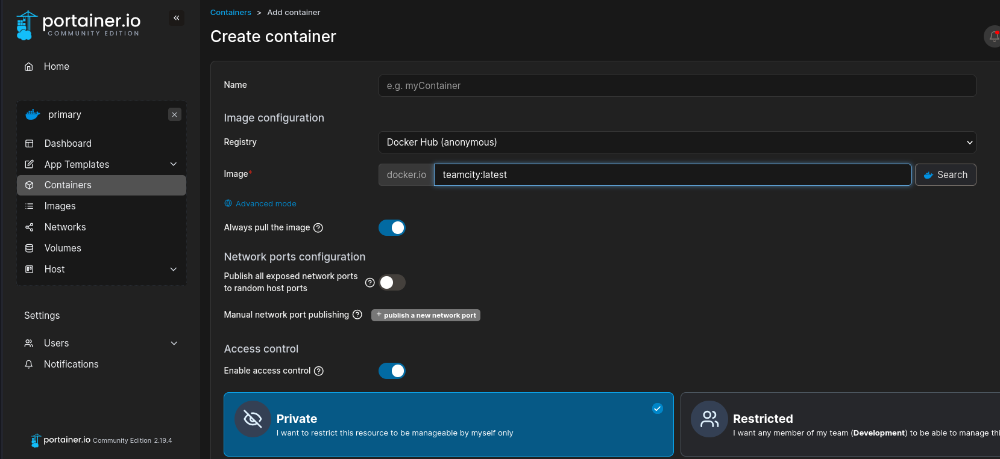 portainer.io
COMMUNITY EDITION
Home
primary
Dashboard
App Templates
Containers
Images
Networks
Volumes
Host
Settings
Users
Notifications
portainer.io Community Edition 2.19.4
Containers > Add container
Create container
Name e.g. myContainer
Image configuration
Registry Docker Hub (anonymous)
Image* docker.io teamcity:latest Search
Advanced mode
Always pull the image ?
Network ports configuration
Publish all exposed network ports
to random host ports ?
Manual network port publishing ? + publish a new network port
Access control
Enable access control ?
Private
I want to restrict this resource to be manageable by myself only
Restricted
I want any member of my team (Development) to be able to manage thi